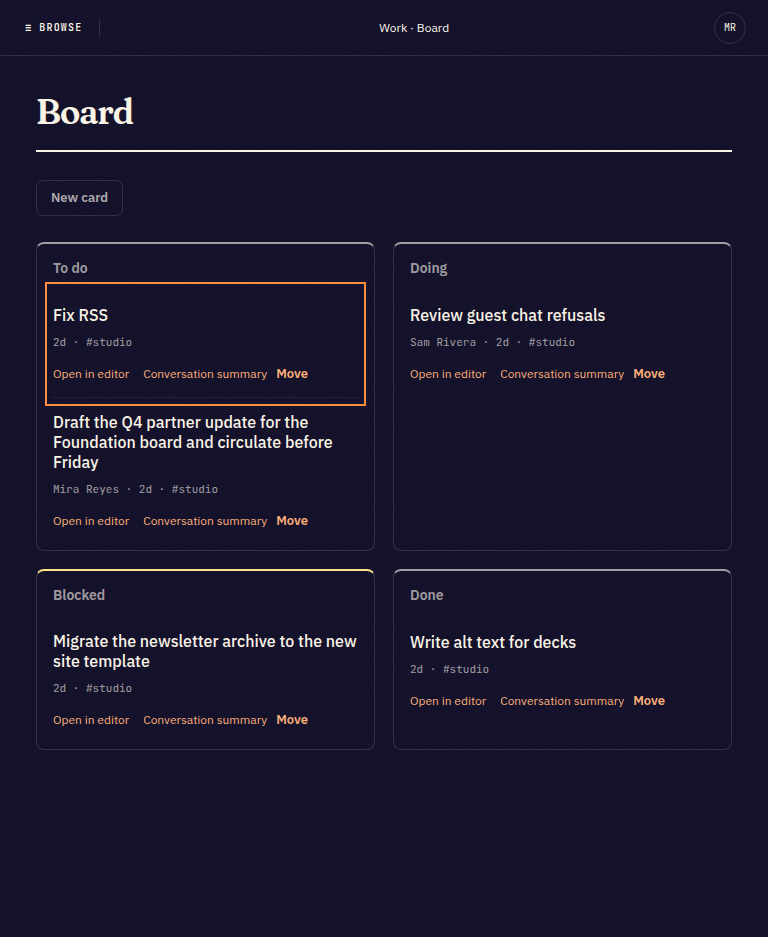 ≡ BROWSE
Work · Board
MR
Board
New card
To do
Fix RSS
2d · #studio
Open in editor Conversation summary Move
Draft the Q4 partner update for the
Foundation board and circulate before
Friday
Mira Reyes · 2d · #studio
Open in editor Conversation summary Move
Doing
Review guest chat refusals
Sam Rivera · 2d · #studio
Open in editor Conversation summary Move
Blocked
Migrate the newsletter archive to the new
site template
2d · #studio
Open in editor Conversation summary Move
Done
Write alt text for decks
2d · #studio
Open in editor Conversation summary Move